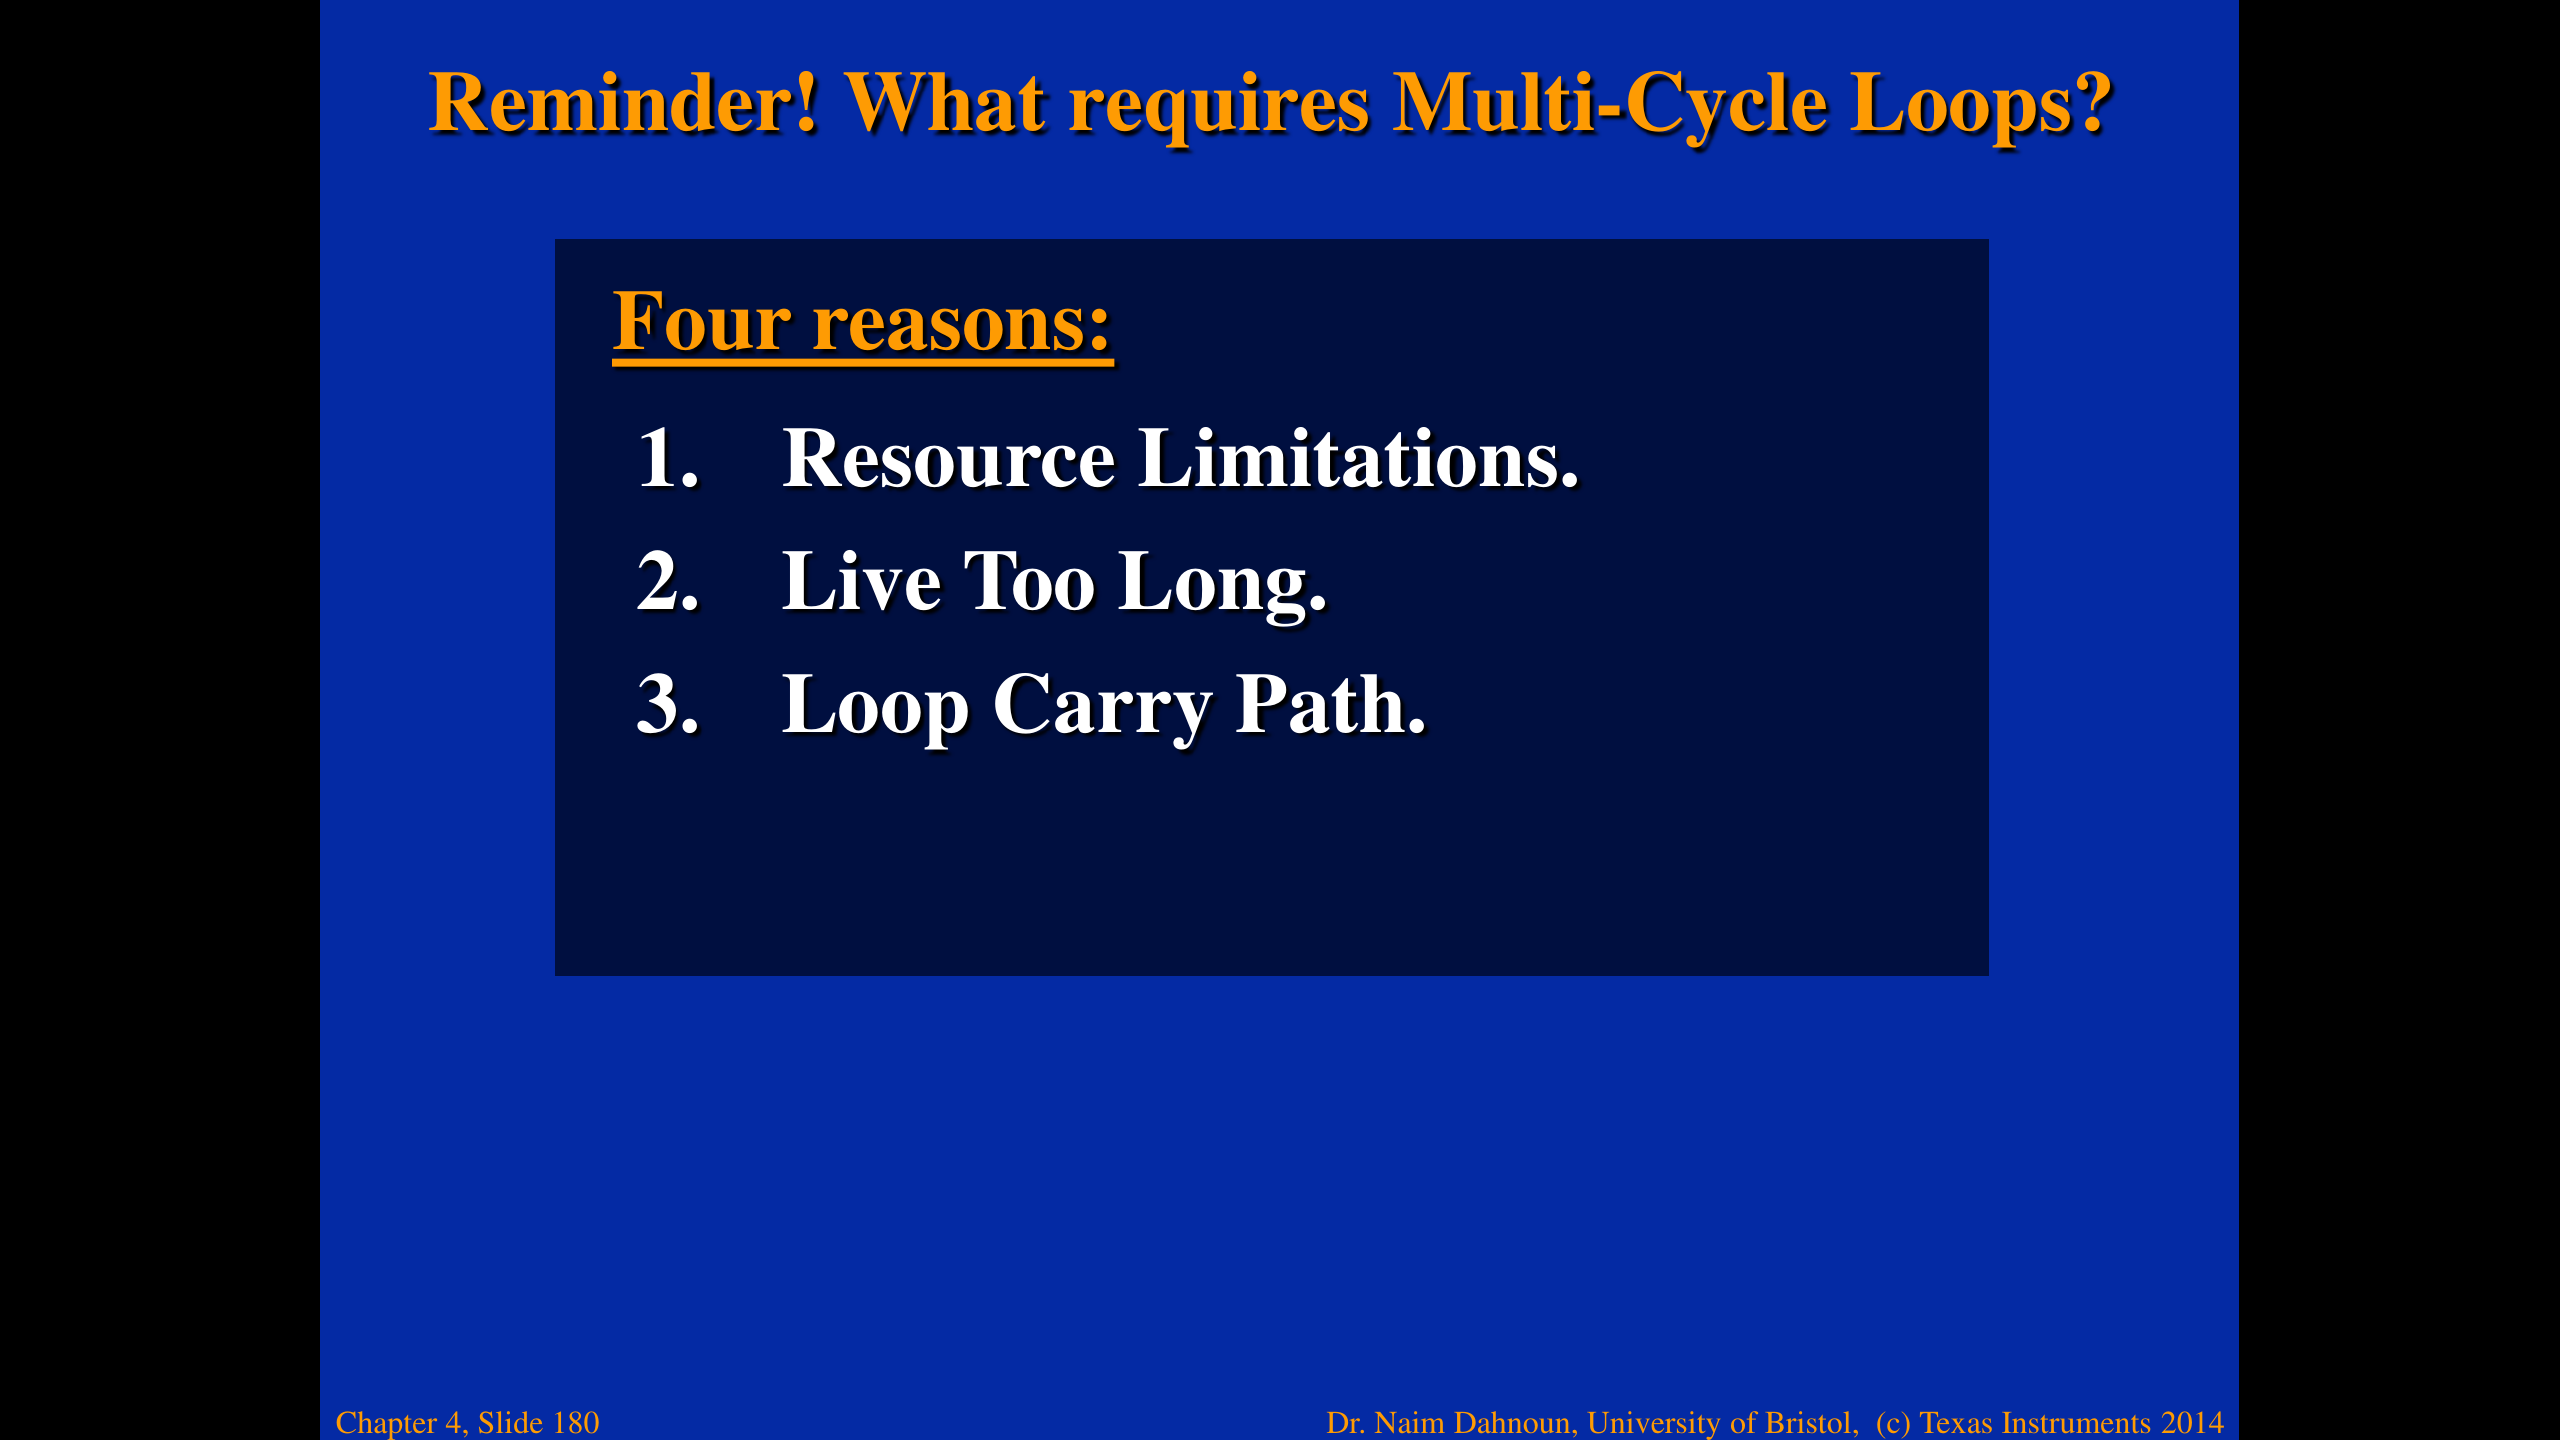 Reminder! What requires Multi-Cycle Loops?
Four reasons:
1. Resource Limitations.
2. Live Too Long.
3. Loop Carry Path.
Chapter 4, Slide 180
Dr. Naim Dahnoun, University of Bristol, (c) Texas Instruments 2014